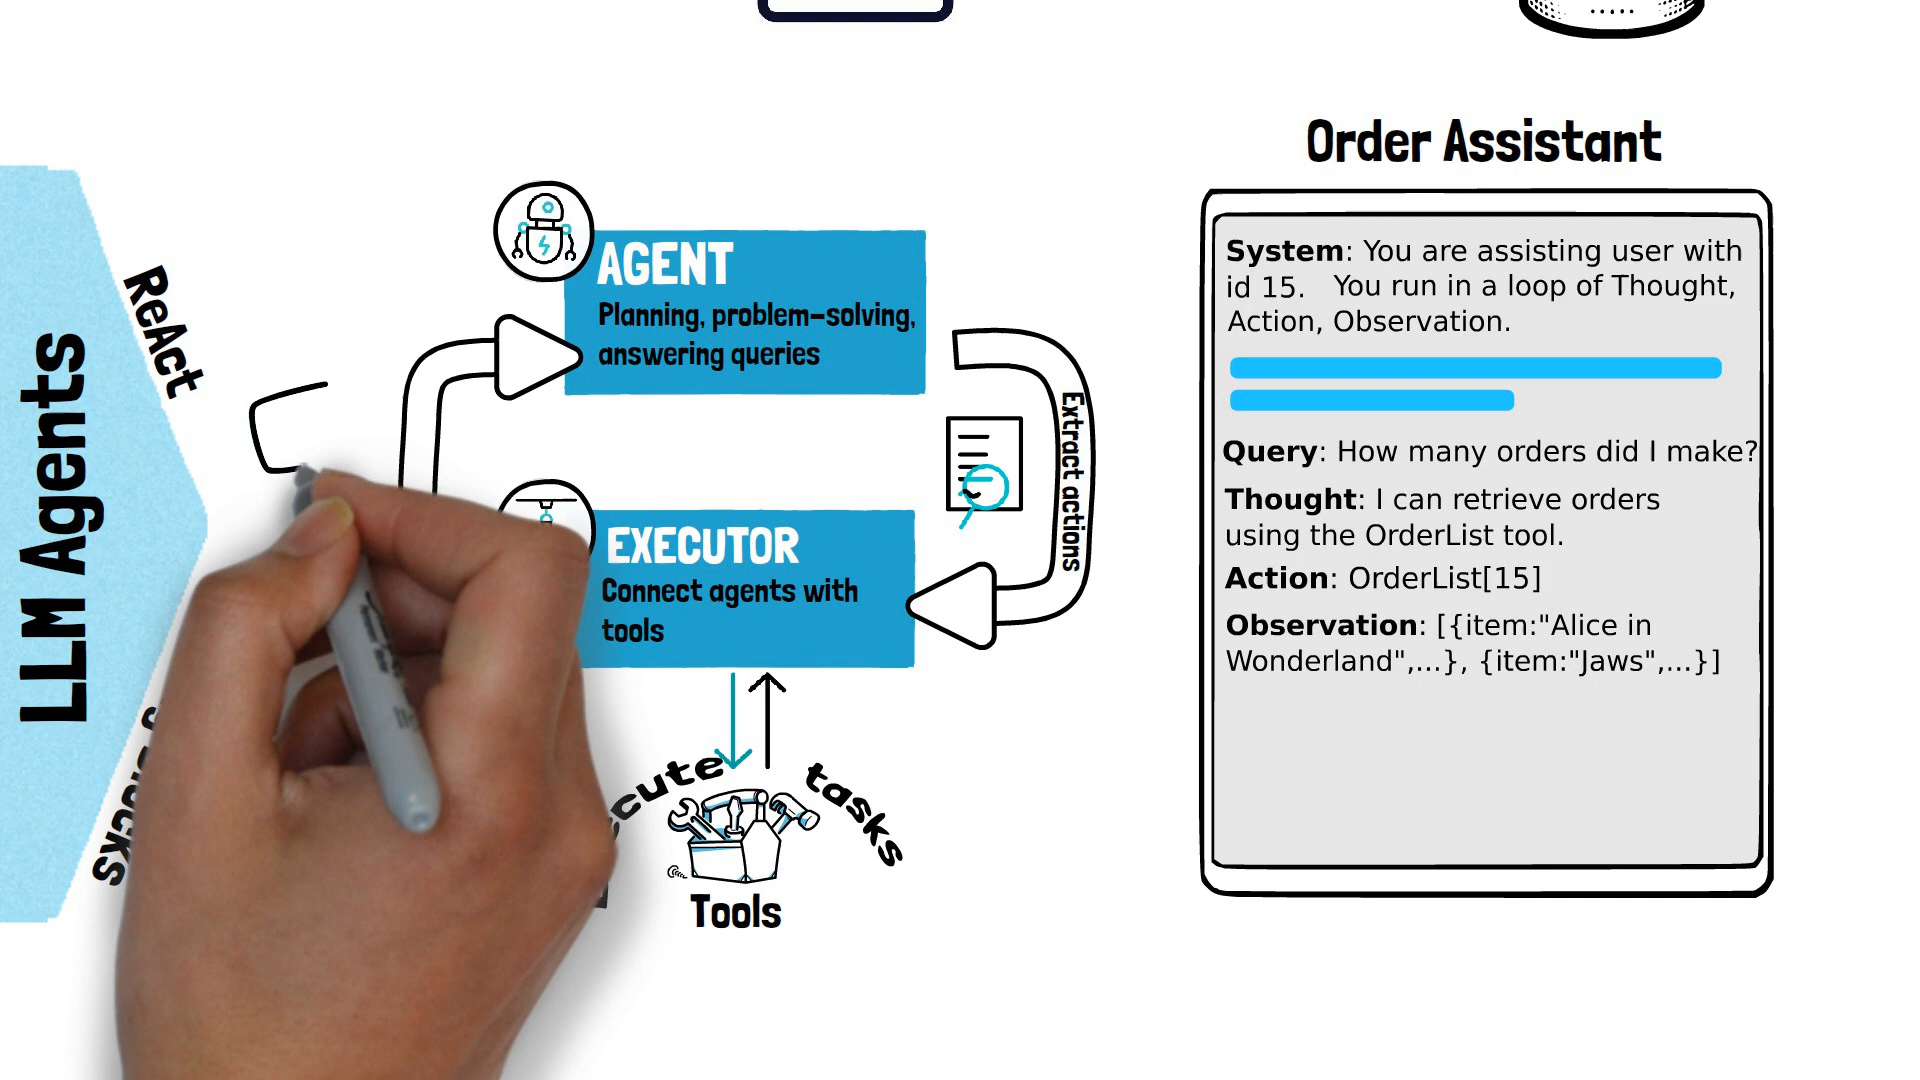 LLM Agents
ReAct
AGENT
Planning, problem-solving,
answering queries
Extract actions
EXECUTOR
Connect agents with
tools
tasks
Tools
Order Assistant
System: You are assisting user with
id 15. You run in a loop of Thought,
Action, Observation.
Query: How many orders did I make?
Thought: I can retrieve orders
using the OrderList tool.
Action: OrderList[15]
Observation: [{item:"Alice in
Wonderland",...}, {item:"Jaws",...}]